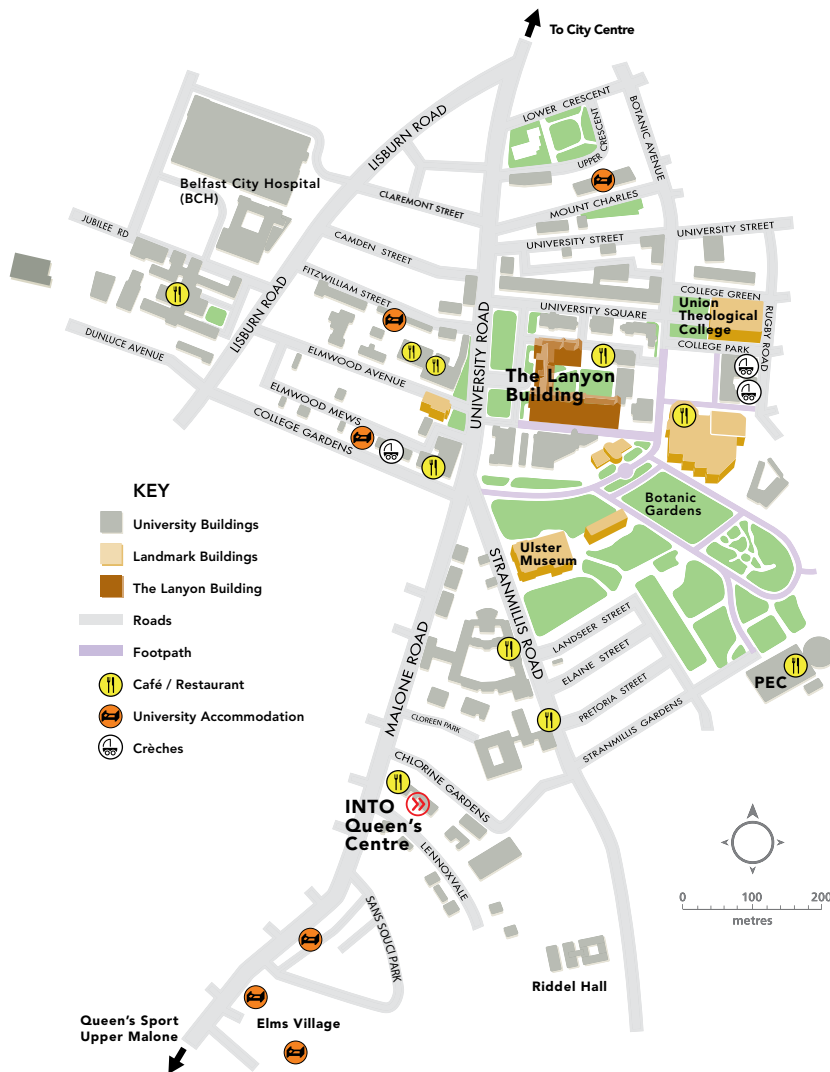 To City Centre
LOWER CRESCENT
BOTANIC AVENUE
UPPER CRESCENT
LISBURN ROAD
Belfast City Hospital
(BCH)
CLAREMONT STREET
MOUNT CHARLES
JUBILEE RD
CAMDEN STREET
UNIVERSITY STREET
UNIVERSITY STREET
FITZWILLIAM STREET
COLLEGE GREEN
Union
Theological
College
RUGBY ROAD
UNIVERSITY SQUARE
LISBURN ROAD
UNIVERSITY ROAD
DUNLUCE AVENUE
COLLEGE PARK
ELMWOOD AVENUE
The Lanyon
Building
ELMWOOD MEWS
COLLEGE GARDENS
KEY
University Buildings
Landmark Buildings
The Lanyon Building
Roads
Footpath
Café / Restaurant
University Accommodation
Crèches
Botanic
Gardens
Ulster
Museum
STRANMILLIS ROAD
LANDSEER STREET
ELAINE STREET
PRETORIA STREET
STRANMILLIS GARDENS
PEC
MALONE ROAD
CLOREEN PARK
CHLORINE GARDENS
INTO
Queen's
Centre
LENNOXVALE
SANS SOUCI PARK
0 100 200
metres
Riddel Hall
Queen's Sport
Upper Malone
Elms Village